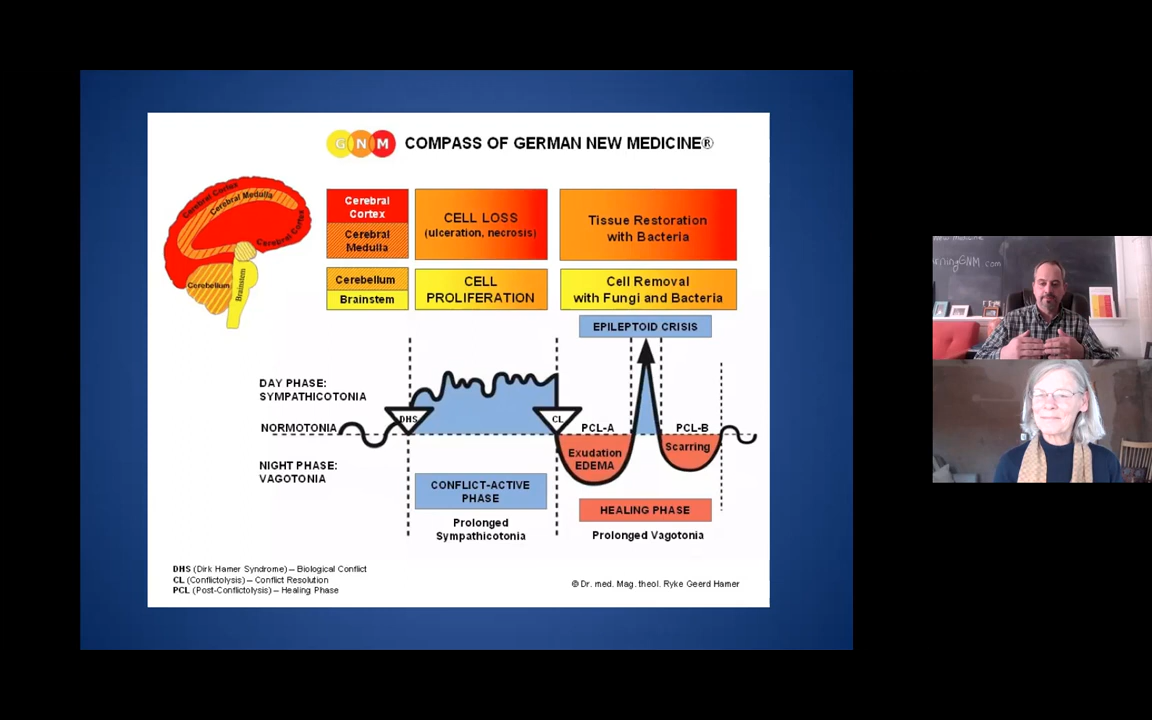 GNM COMPASS OF GERMAN NEW MEDICINE®
Cerebral Cortex
Cerebral Medulla
Cerebral Cortex
Cerebellum
Brainstem
Cerebral
Cortex
Cerebral
Medulla
CELL LOSS
(ulceration, necrosis)
Tissue Restoration
with Bacteria
Cerebellum
Brainstem
CELL
PROLIFERATION
Cell Removal
with Fungi and Bacteria
EPILEPTOID CRISIS
DAY PHASE:
SYMPATHICOTONIA
NORMOTONIA
DHS
CL
PCL-A
PCL-B
Exudation
EDEMA
Scarring
NIGHT PHASE:
VAGOTONIA
CONFLICT-ACTIVE
PHASE
HEALING PHASE
Prolonged
Sympathicotonia
Prolonged Vagotonia
DHS (Dirk Hamer Syndrome) – Biological Conflict
CL (Conflictolysis) – Conflict Resolution
PCL (Post-Conflictolysis) – Healing Phase
© Dr. med. Mag. theol. Ryke Geerd Hamer